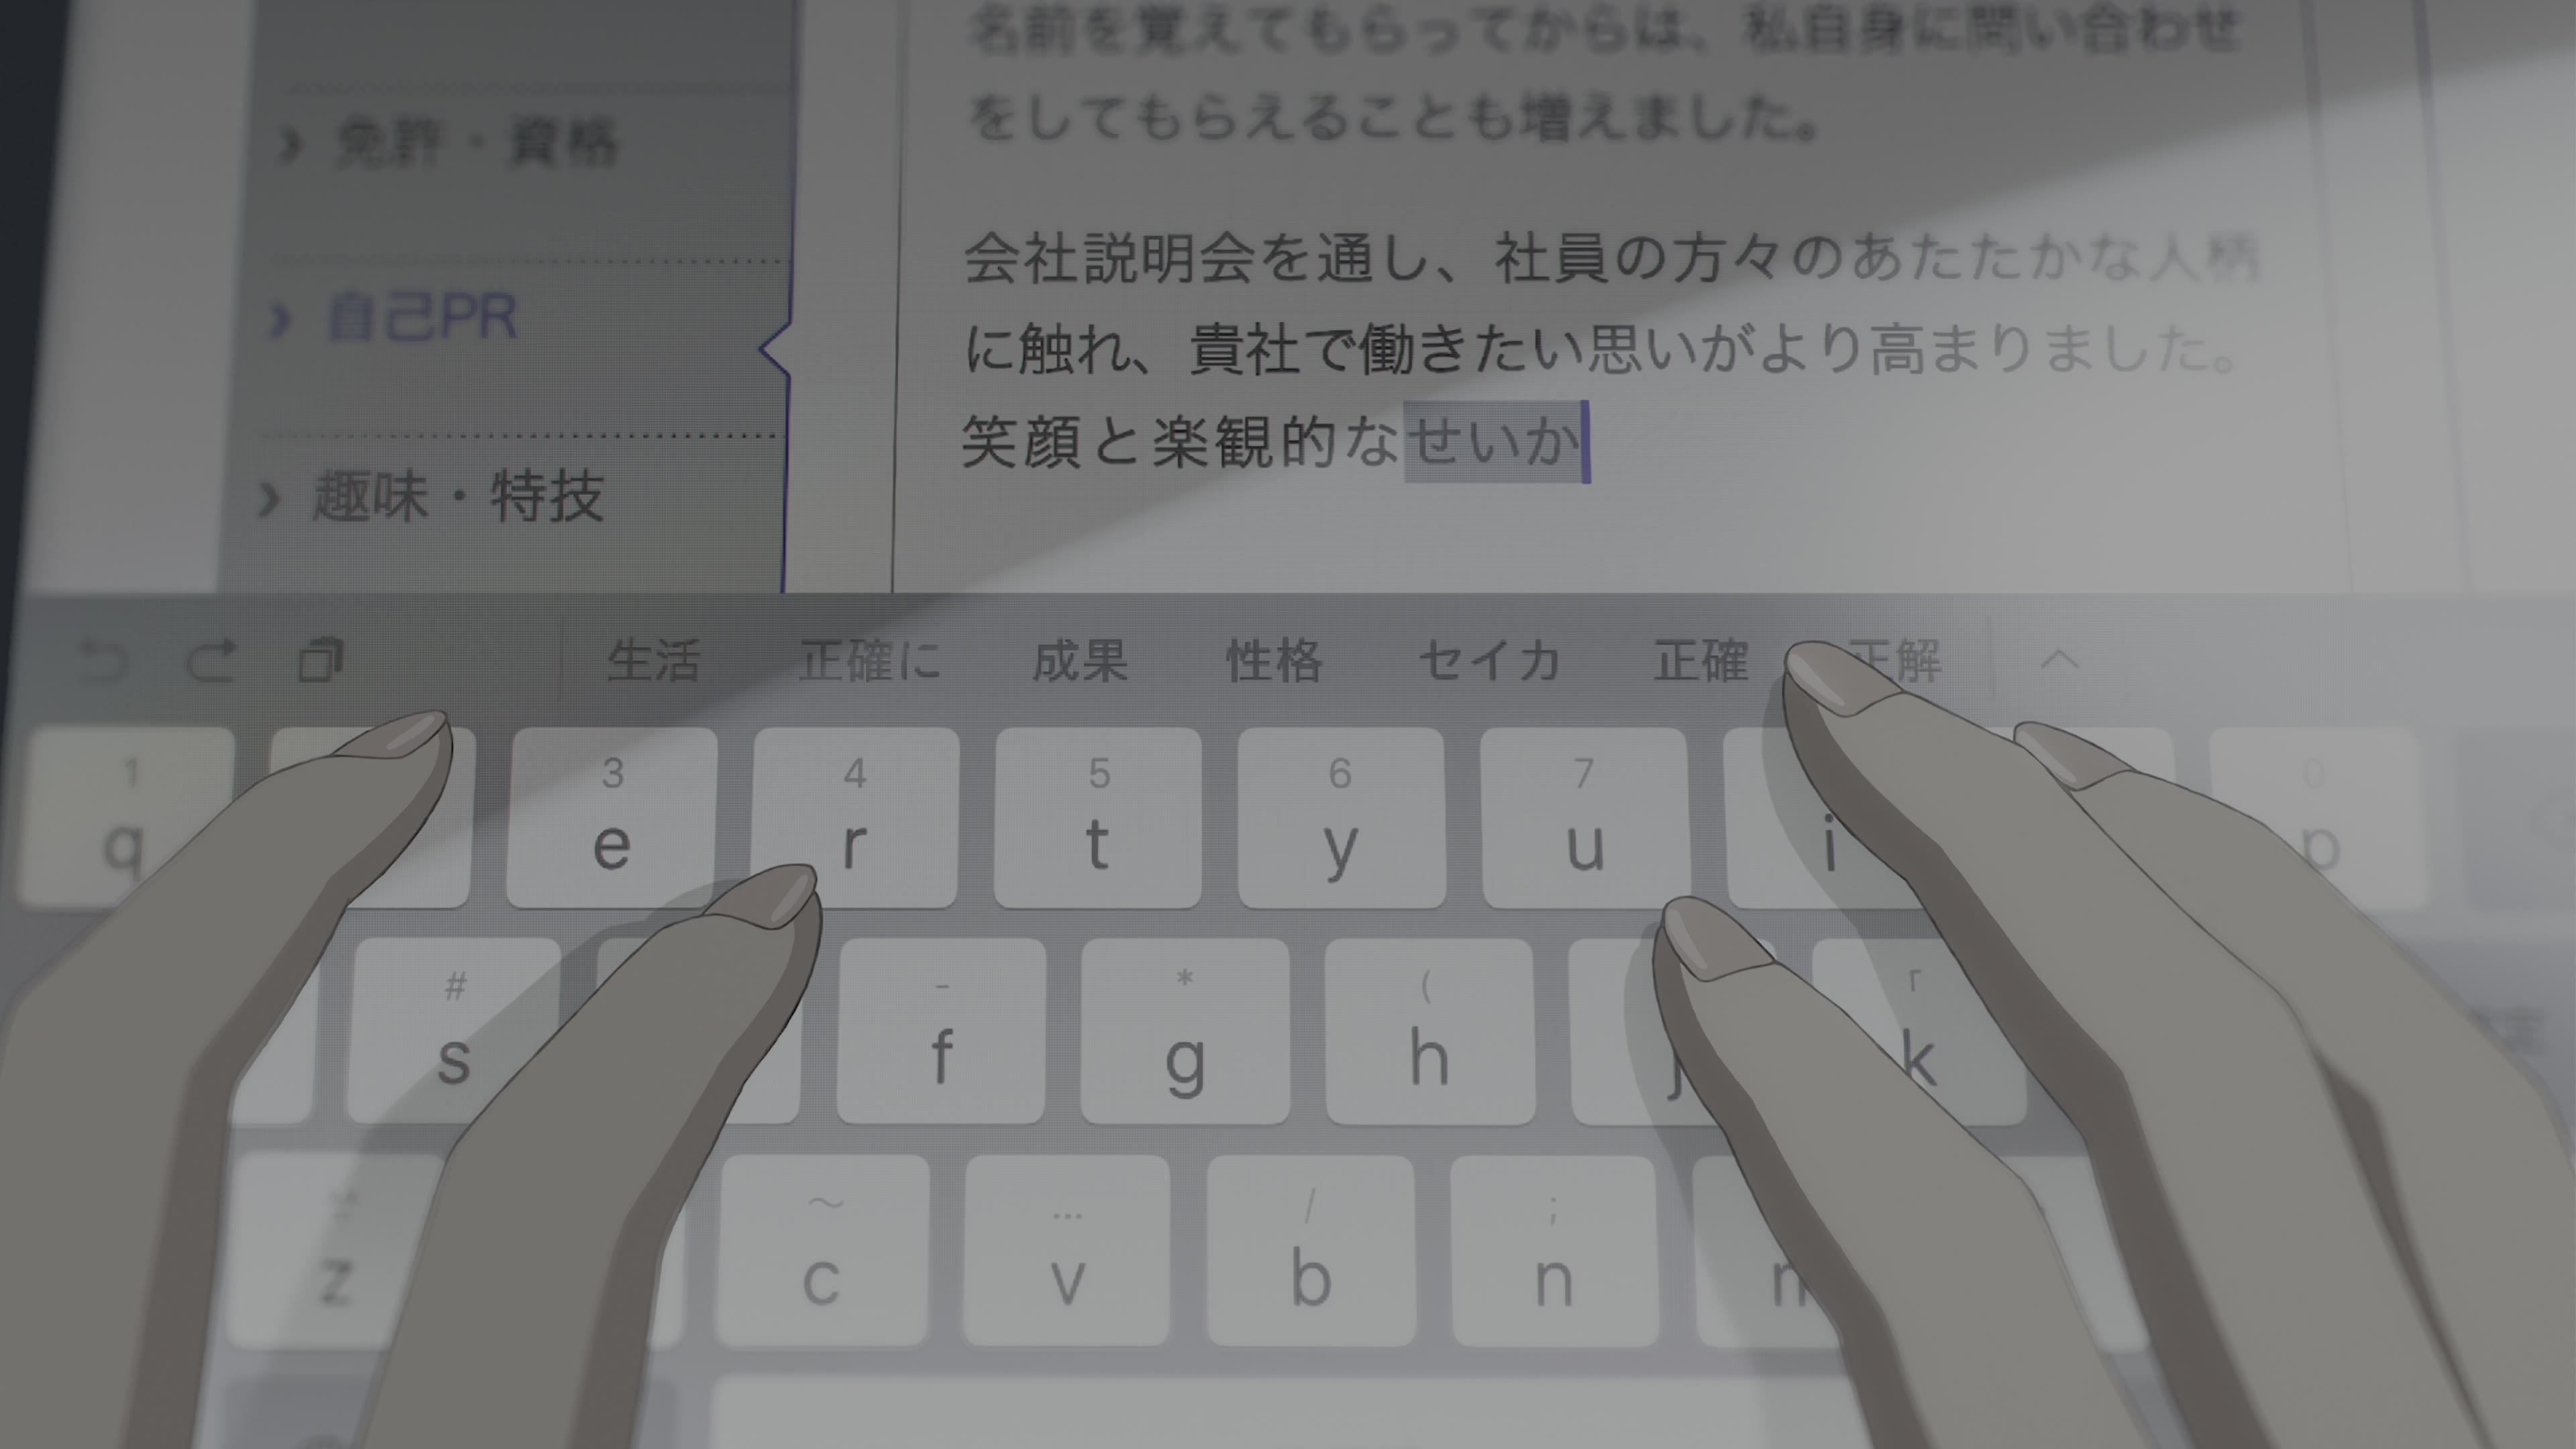 名前を覚えてもらってからは、私自身に問い合わせ
をしてもらえることも増えました。
会社説明会を通し、社員の方々のあたたかな人柄
に触れ、貴社で働きたい思いがより高まりました。
笑顔と楽観的なせいか
› 免許・資格
› 自己PR
› 趣味・特技
生活 正確に 成果 性格 セイカ 正確 正解
1 3 4 5 6 7 0
q e r t y u i p
# - * ( 「
s f g h j k
~ … / ;
z c v b n m